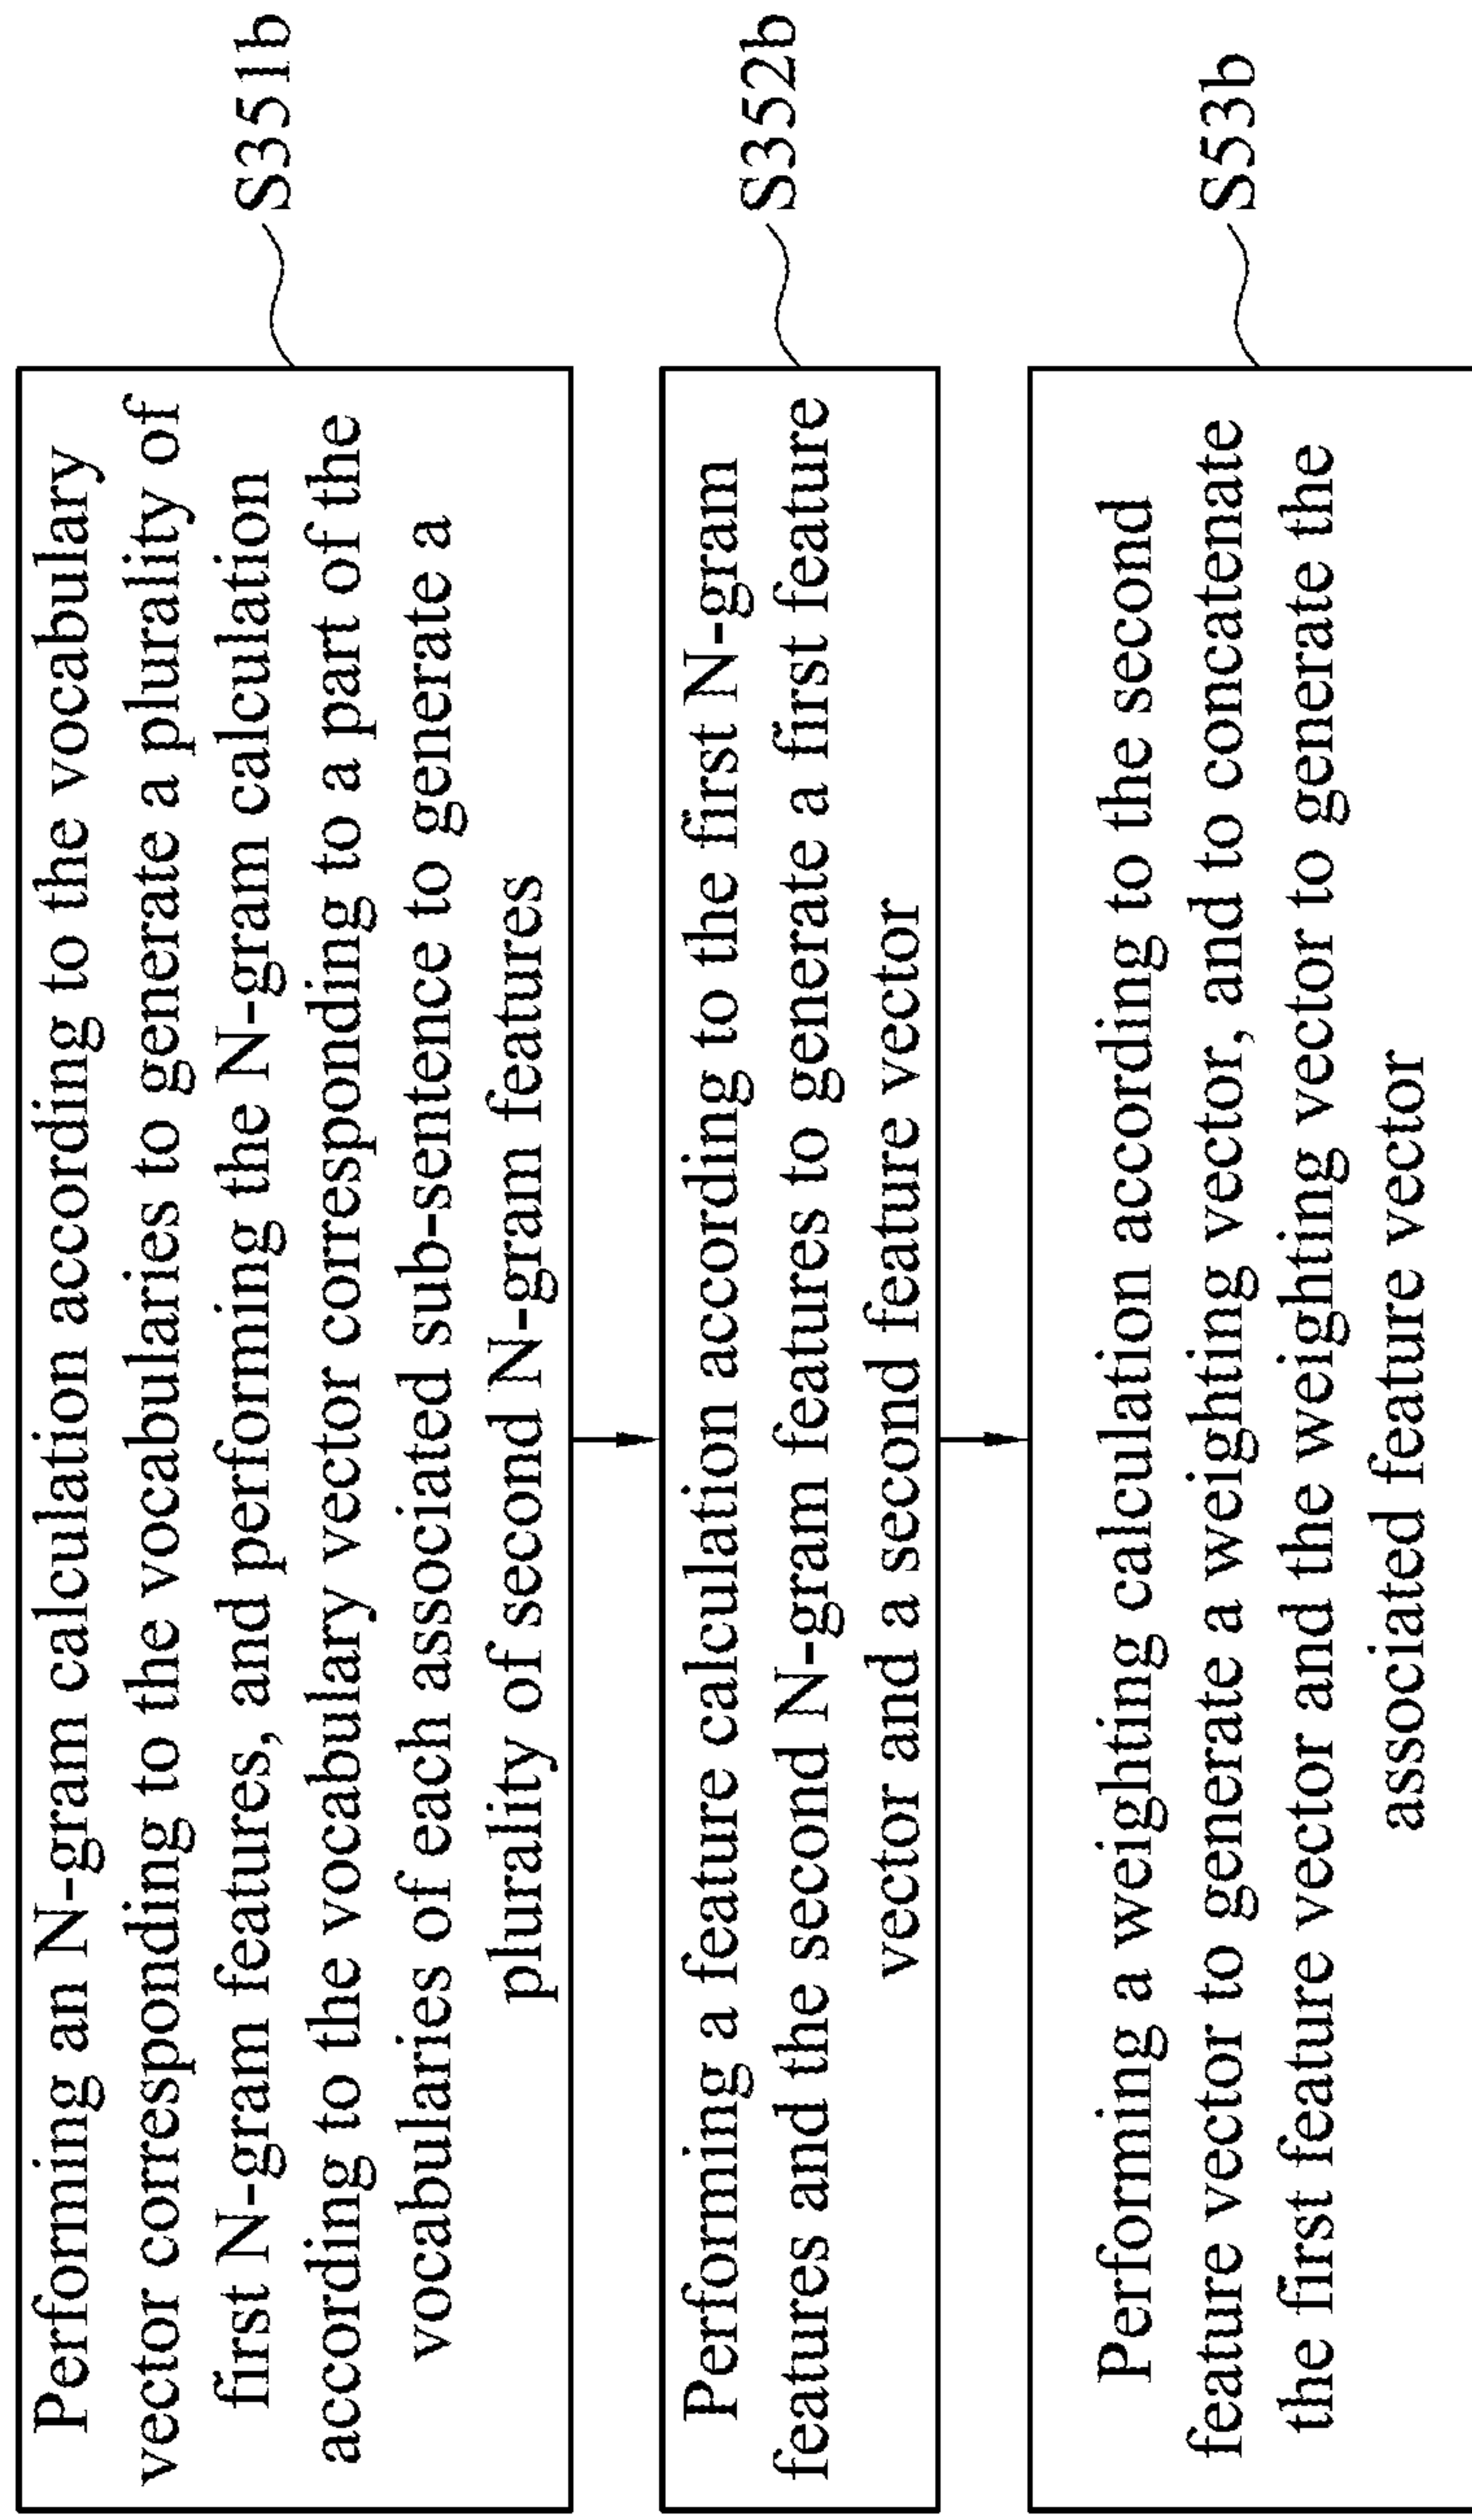 Performing an N-gram calculation according to the vocabulary
vector corresponding to the vocabularies to generate a plurality of
first N-gram features, and performing the N-gram calculation
according to the vocabulary vector corresponding to a part of the
vocabularies of each associated sub-sentence to generate a
plurality of second N-gram features
S351b
Performing a feature calculation according to the first N-gram
features and the second N-gram features to generate a first feature
vector and a second feature vector
S352b
Performing a weighting calculation according to the second
feature vector to generate a weighting vector, and to concatenate
the first feature vector and the weighting vector to generate the
associated feature vector
S53b